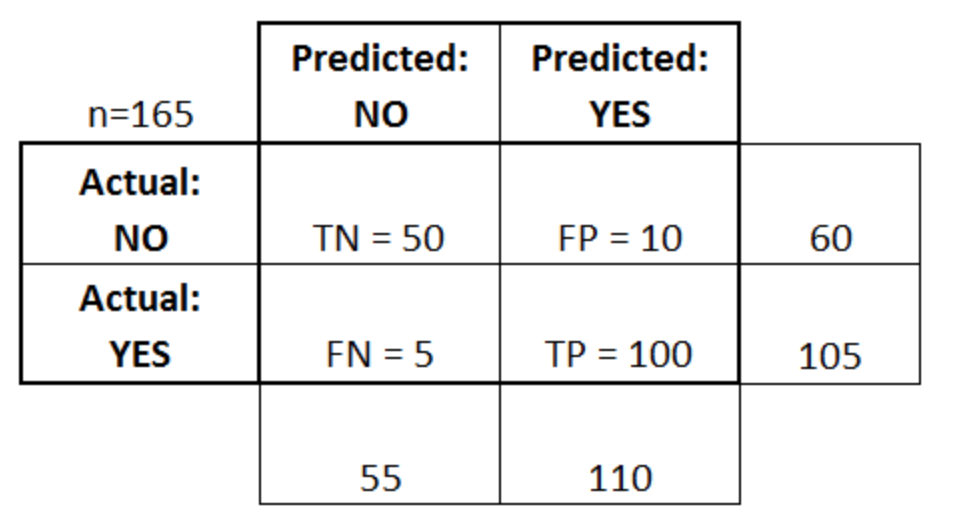 Predicted: Predicted:
n=165 NO YES
Actual:
NO TN = 50 FP = 10 60
Actual:
YES FN = 5 TP = 100 105
55 110